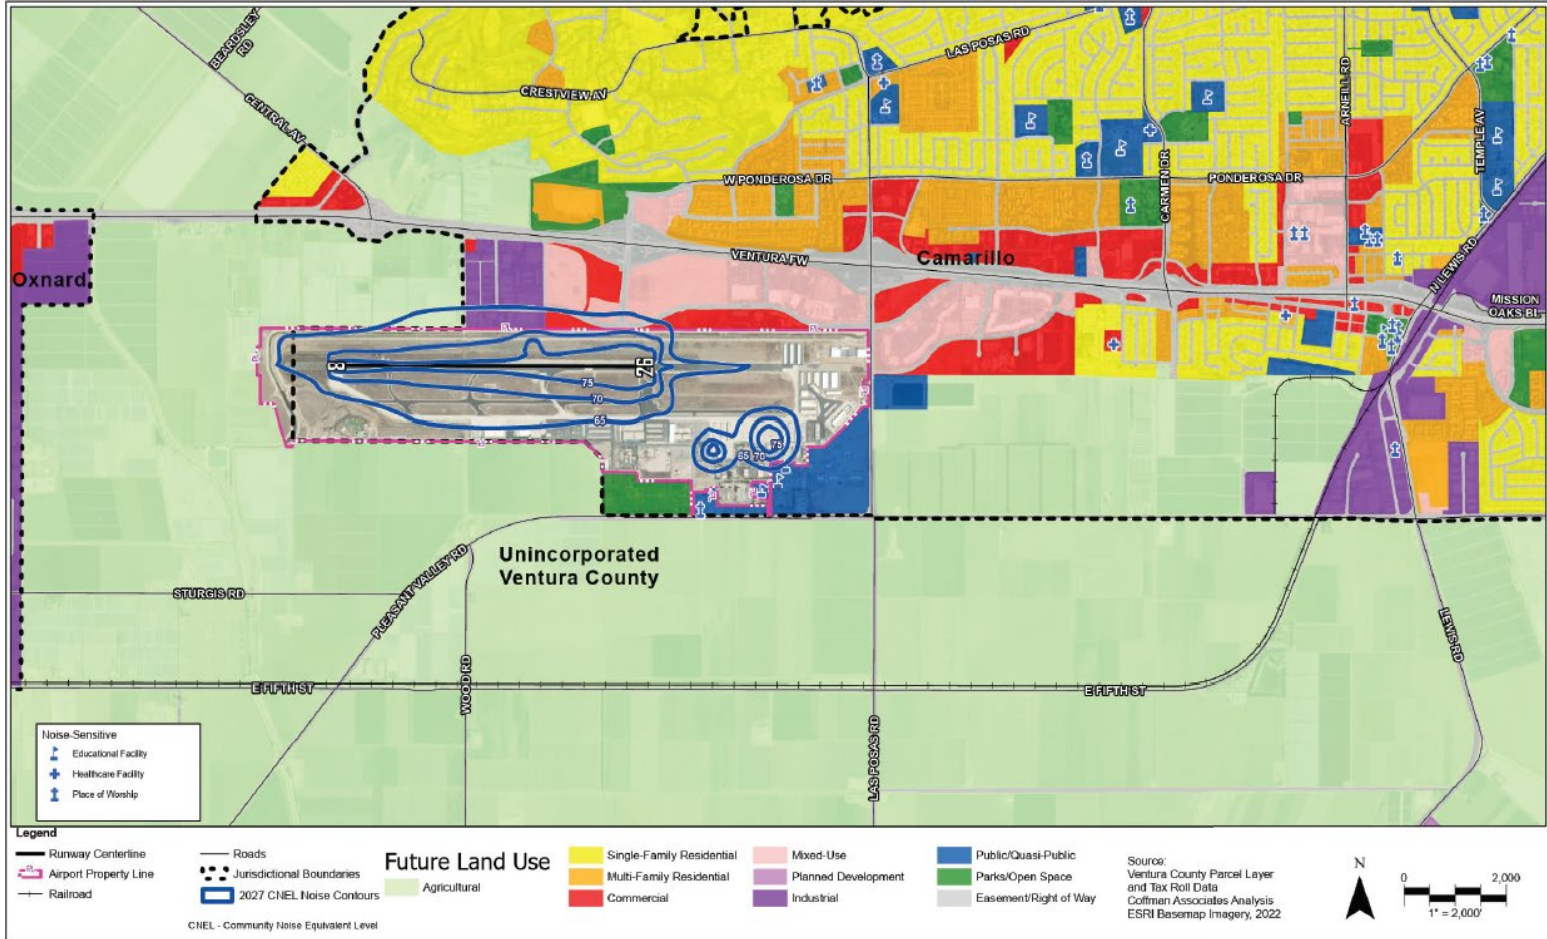 BEARDSLEY
RD
CENTRAL AV
CRESTVIEW AV
LAS POSAS RD
ARNEILL RD
TEMPLE AV
W PONDEROSA DR
CARMEN DR
PONDEROSA DR
VENTURA FW
Camarillo
N LEWIS RD
Oxnard
MISSION
OAKS BL
8
26
75
70
65
75
65
70
Unincorporated
Ventura County
STURGIS RD
PLEASANT VALLEY RD
WOOD RD
LEWIS RD
E FIFTH ST
E FIFTH ST
LAS POSAS RD
Noise-Sensitive
Educational Facility
Healthcare Facility
Place of Worship
Legend
Runway Centerline
Airport Property Line
Railroad
Roads
Jurisdictional Boundaries
2027 CNEL Noise Contours
CNEL - Community Noise Equivalent Level
Future Land Use
Agricultural
Single-Family Residential
Multi-Family Residential
Commercial
Mixed-Use
Planned Development
Industrial
Public/Quasi-Public
Parks/Open Space
Easement/Right of Way
Source:
Ventura County Parcel Layer
and Tax Roll Data
Coffman Associates Analysis
ESRI Basemap Imagery, 2022
N
0 2,000
1" = 2,000'